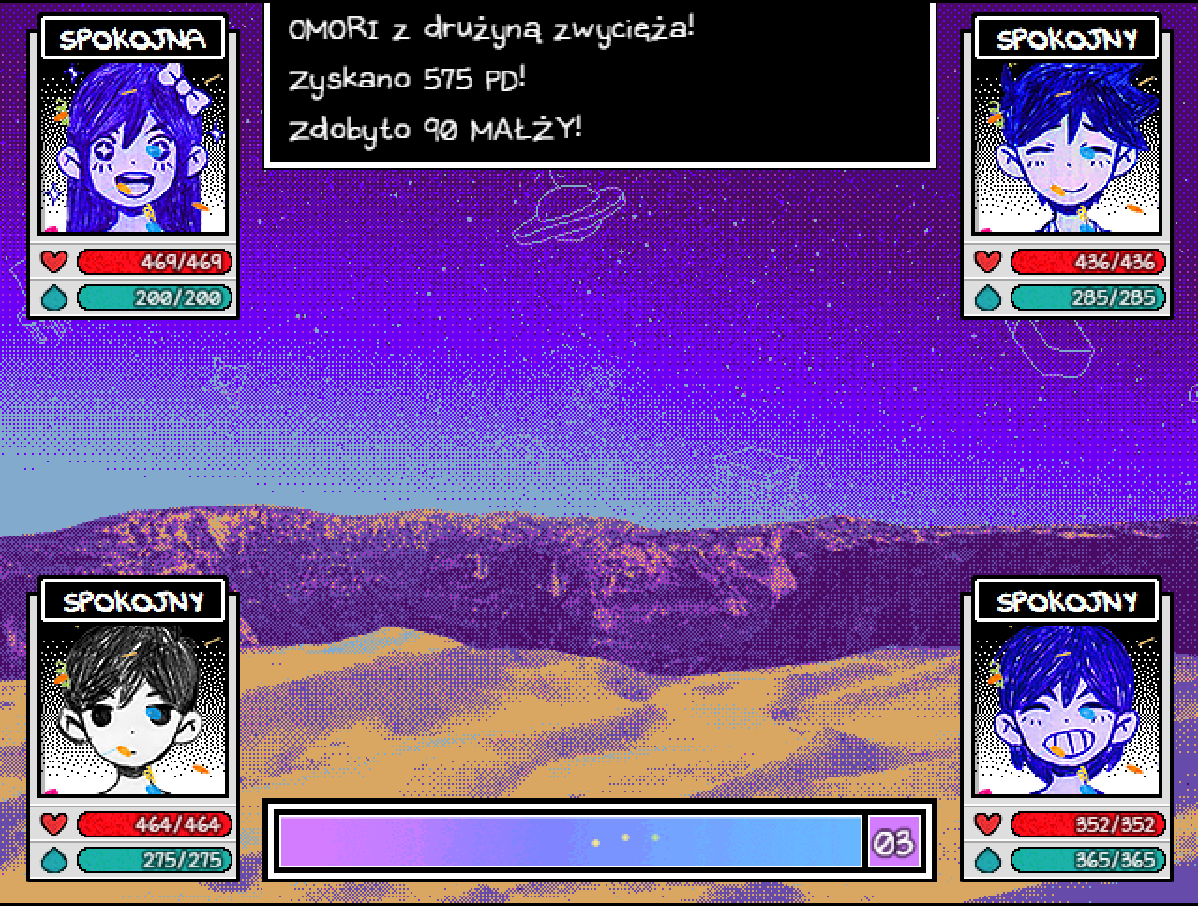 SPOKOJNA
OMORI z drużyną zwycięża!
Zyskano 575 PD!
Zdobyto 90 MAŁŻY!
SPOKOJNY
469/469
200/200
436/436
285/285
SPOKOJNY
SPOKOJNY
464/464
275/275
03
352/352
365/365